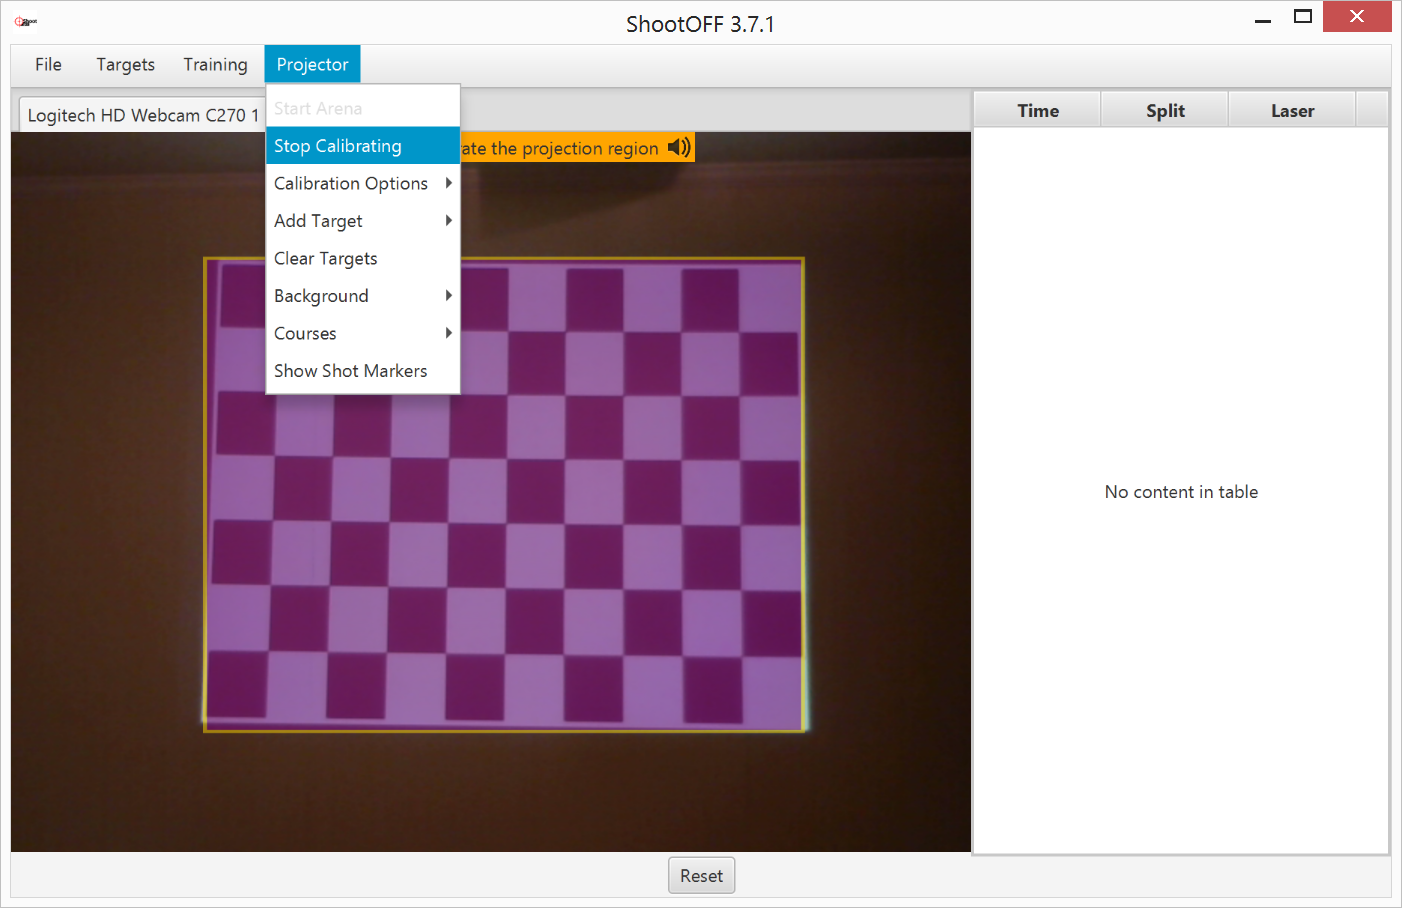 ShootOFF 3.7.1
File Targets Training Projector
Logitech HD Webcam C270 1
Start Arena
Stop Calibrating
Calibration Options
Add Target
Clear Targets
Background
Courses
Show Shot Markers
ate the projection region
Time Split Laser
No content in table
Reset